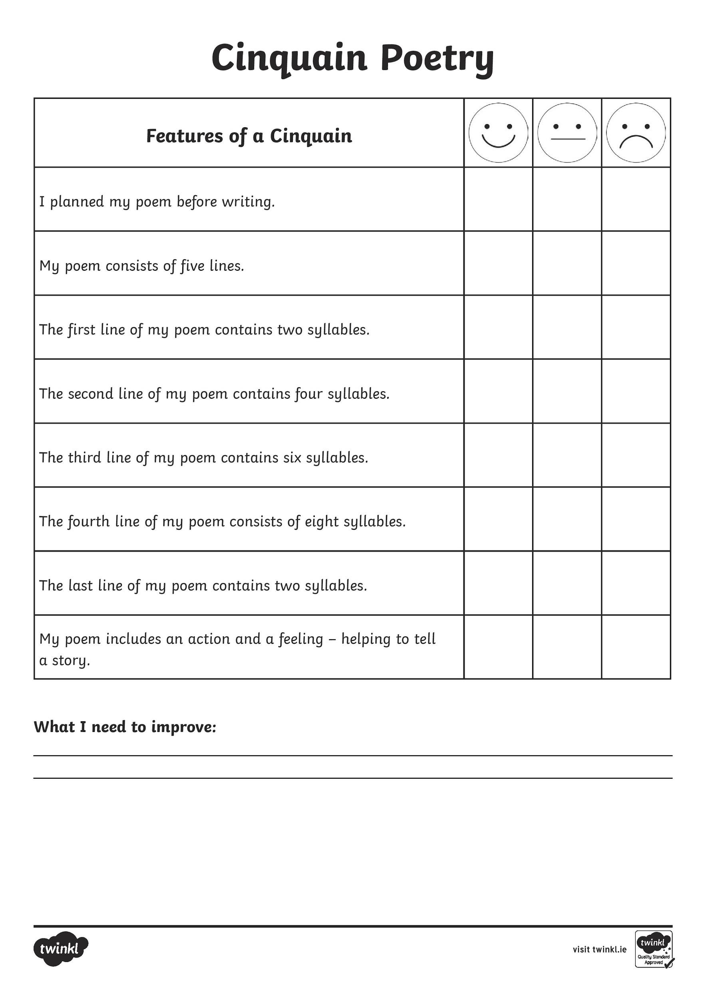 Cinquain Poetry
Features of a Cinquain
I planned my poem before writing.
My poem consists of five lines.
The first line of my poem contains two syllables.
The second line of my poem contains four syllables.
The third line of my poem contains six syllables.
The fourth line of my poem consists of eight syllables.
The last line of my poem contains two syllables.
My poem includes an action and a feeling – helping to tell
a story.
What I need to improve:
twinkl
visit twinkl.ie
twinkl
Quality Standard
Approved